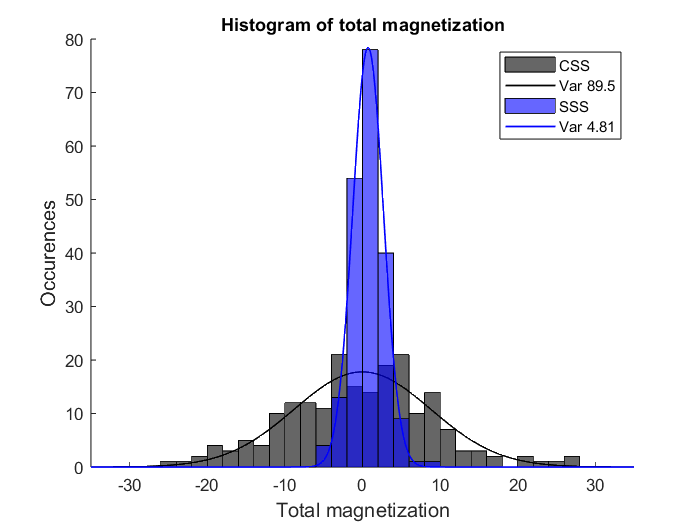 Histogram of total magnetization
CSS
Var 89.5
SSS
Var 4.81
Occurences
80
70
60
50
40
30
20
10
0
-30 -20 -10 0 10 20 30
Total magnetization